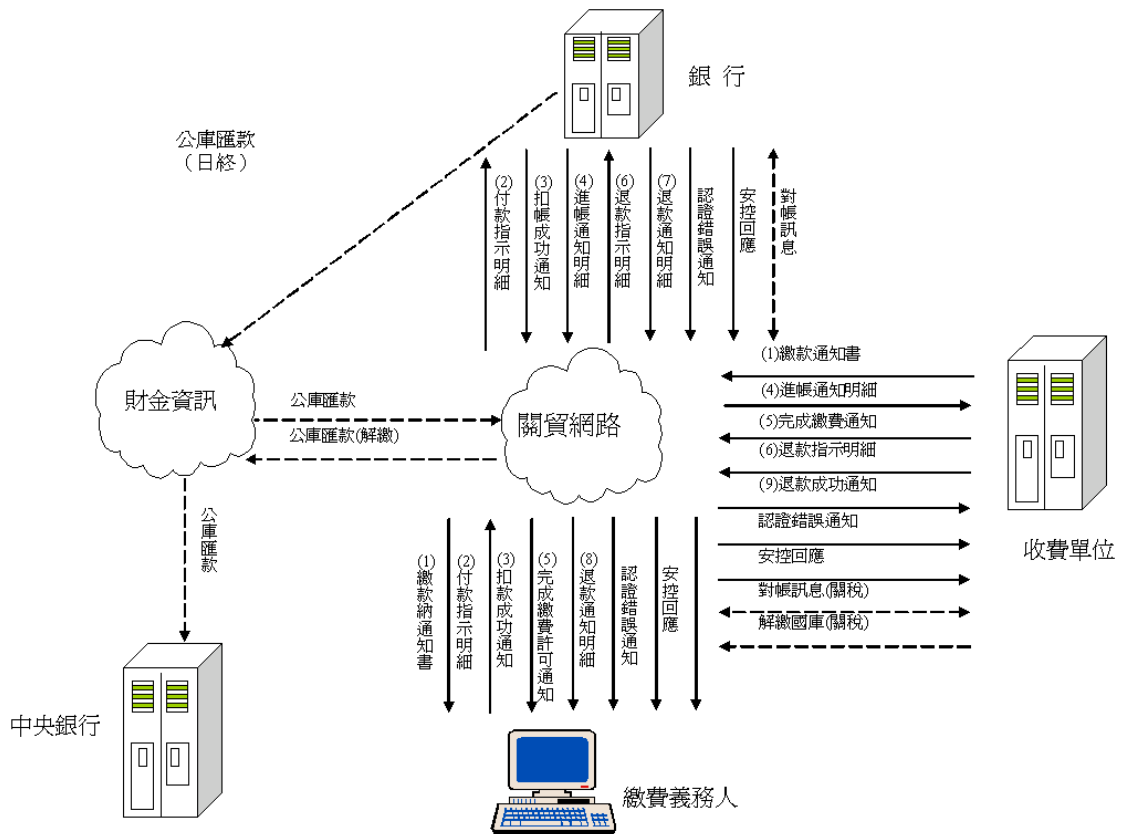 銀 行
公庫匯款
（日終）
(2)付款指示明細
(3)扣帳成功通知
(4)進帳通知明細
(6)退款指示明細
(7)退款通知明細
認證錯誤通知
安控回應
對帳訊息
財金資訊
公庫匯款
公庫匯款(解繳)
關貿網路
(1)繳款通知書
(4)進帳通知明細
(5)完成繳費通知
(6)退款指示明細
(9)退款成功通知
認證錯誤通知
安控回應
對帳訊息(關稅)
解繳國庫(關稅)
收費單位
公庫匯款
(1)繳款納通知書
(2)付款指示明細
(3)扣款成功通知
(5)完成繳費許可通知
(8)退款通知明細
認證錯誤通知
安控回應
中央銀行
繳費義務人